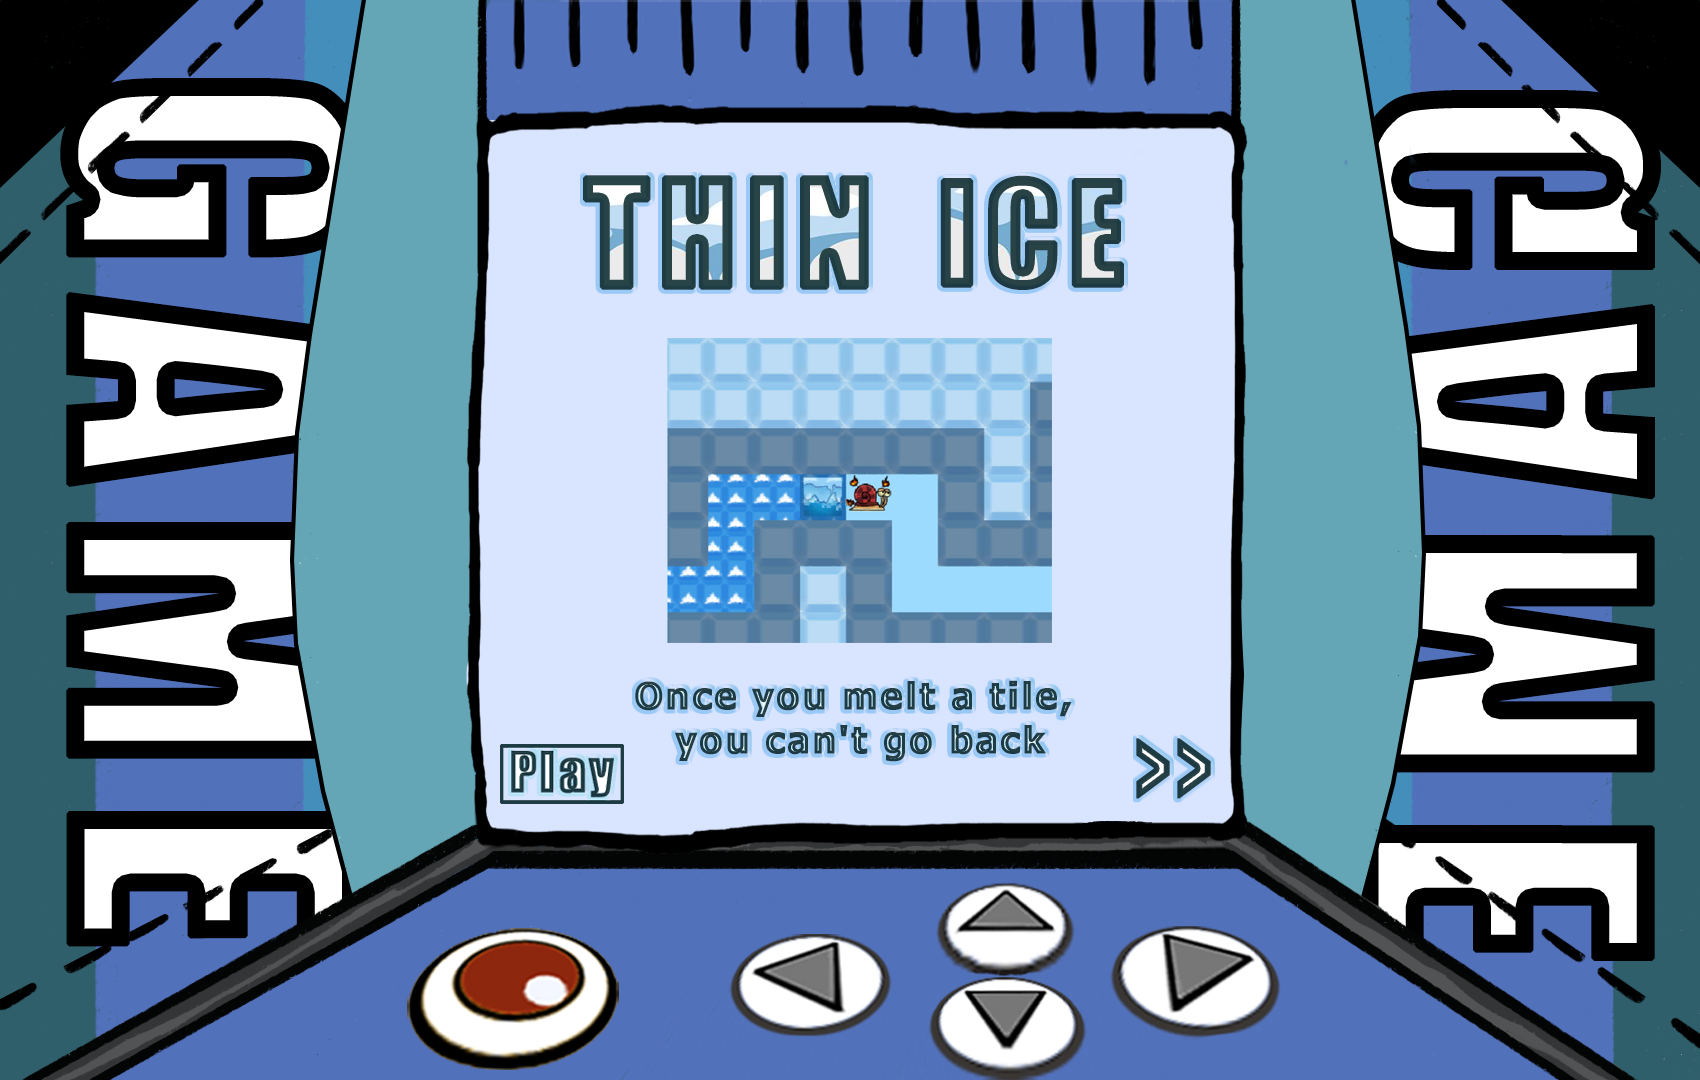 GAME
THIN ICE
Once you melt a tile,
you can't go back
Play
>>
GAME